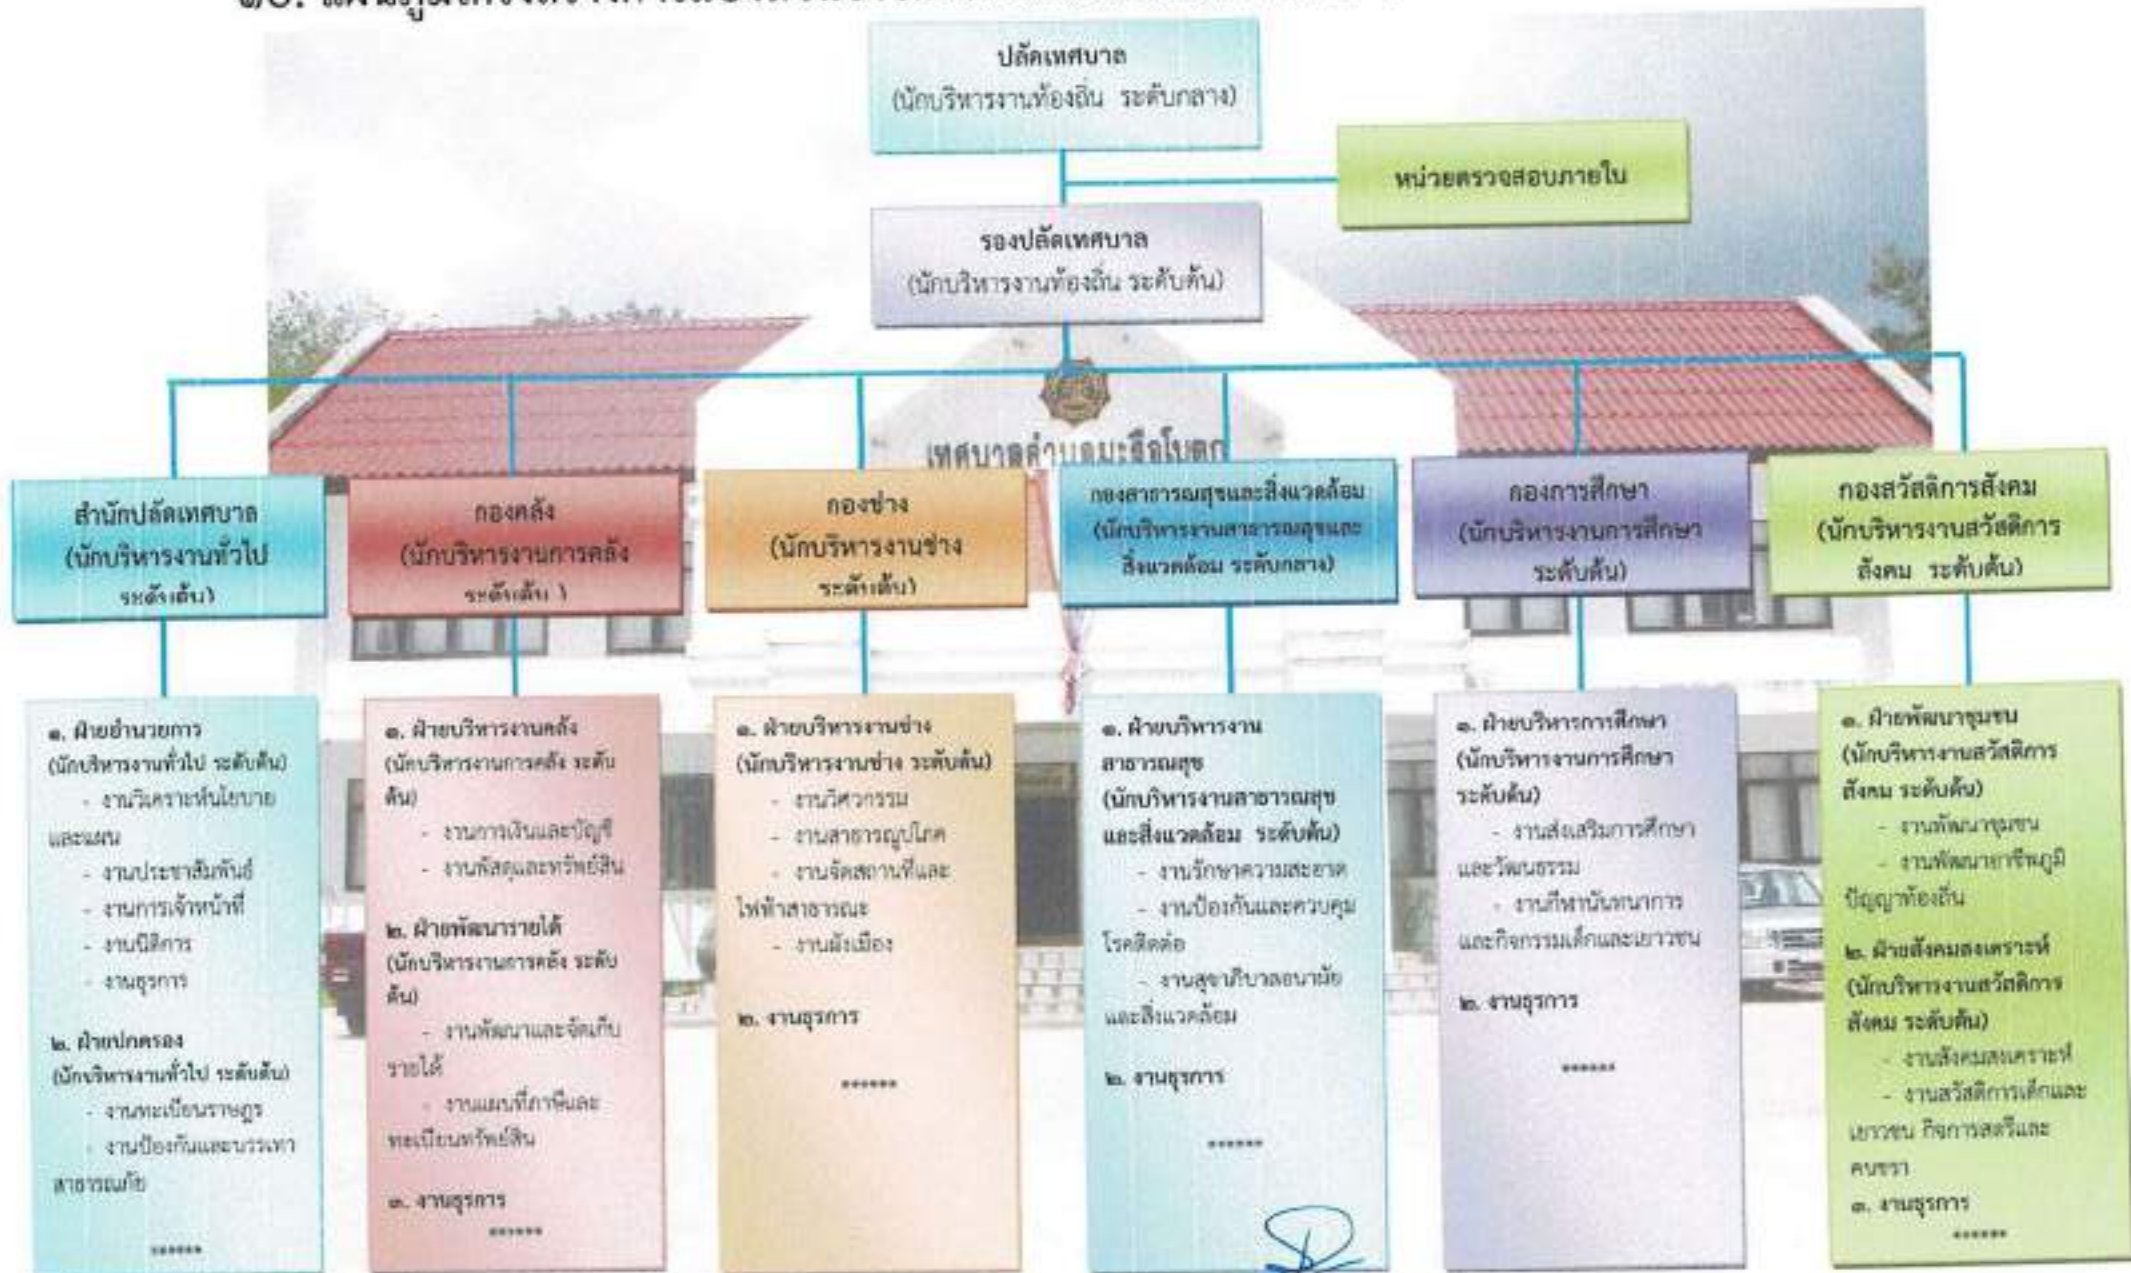 ปลัดเทศบาล
(นักบริหารงานท้องถิ่น ระดับกลาง)
หน่วยตรวจสอบภายใน
รองปลัดเทศบาล
(นักบริหารงานท้องถิ่น ระดับต้น)
เทศบาลตำบลมะรือโบตก
สำนักปลัดเทศบาล
(นักบริหารงานทั่วไป
ระดับต้น)
กองคลัง
(นักบริหารงานการคลัง
ระดับต้น )
กองช่าง
(นักบริหารงานช่าง
ระดับต้น)
กองสาธารณสุขและสิ่งแวดล้อม
(นักบริหารงานสาธารณสุขและ
สิ่งแวดล้อม ระดับกลาง)
กองการศึกษา
(นักบริหารงานการศึกษา
ระดับต้น)
กองสวัสดิการสังคม
(นักบริหารงานสวัสดิการ
สังคม ระดับต้น)
๑. ฝ่ายอำนวยการ
(นักบริหารงานทั่วไป ระดับต้น)
- งานวิเคราะห์นโยบาย
และแผน
- งานประชาสัมพันธ์
- งานการเจ้าหน้าที่
- งานนิติการ
- งานธุรการ
๒. ฝ่ายปกครอง
(นักบริหารงานทั่วไป ระดับต้น)
- งานทะเบียนราษฎร
- งานป้องกันและบรรเทา
สาธารณภัย
******
๑. ฝ่ายบริหารงานคลัง
(นักบริหารงานการคลัง ระดับ
ต้น)
- งานการเงินและบัญชี
- งานพัสดุและทรัพย์สิน
๒. ฝ่ายพัฒนารายได้
(นักบริหารงานการคลัง ระดับ
ต้น)
- งานพัฒนาและจัดเก็บ
รายได้
- งานแผนที่ภาษีและ
ทะเบียนทรัพย์สิน
๓. งานธุรการ
******
๑. ฝ่ายบริหารงานช่าง
(นักบริหารงานช่าง ระดับต้น)
- งานวิศวกรรม
- งานสาธารณูปโภค
- งานจัดสถานที่และ
ไฟฟ้าสาธารณะ
- งานผังเมือง
๒. งานธุรการ
******
๑. ฝ่ายบริหารงาน
สาธารณสุข
(นักบริหารงานสาธารณสุข
และสิ่งแวดล้อม ระดับต้น)
- งานรักษาความสะอาด
- งานป้องกันและควบคุม
โรคติดต่อ
- งานสุขาภิบาลอนามัย
และสิ่งแวดล้อม
๒. งานธุรการ
******
๑. ฝ่ายบริหารการศึกษา
(นักบริหารงานการศึกษา
ระดับต้น)
- งานส่งเสริมการศึกษา
และวัฒนธรรม
- งานกีฬานันทนาการ
และกิจกรรมเด็กและเยาวชน
๒. งานธุรการ
******
๑. ฝ่ายพัฒนาชุมชน
(นักบริหารงานสวัสดิการ
สังคม ระดับต้น)
- งานพัฒนาชุมชน
- งานพัฒนาอาชีพภูมิ
ปัญญาท้องถิ่น
๒. ฝ่ายสังคมสงเคราะห์
(นักบริหารงานสวัสดิการ
สังคม ระดับต้น)
- งานสังคมสงเคราะห์
- งานสวัสดิการเด็กและ
เยาวชน กิจการสตรีและ
คนชรา
๓. งานธุรการ
******